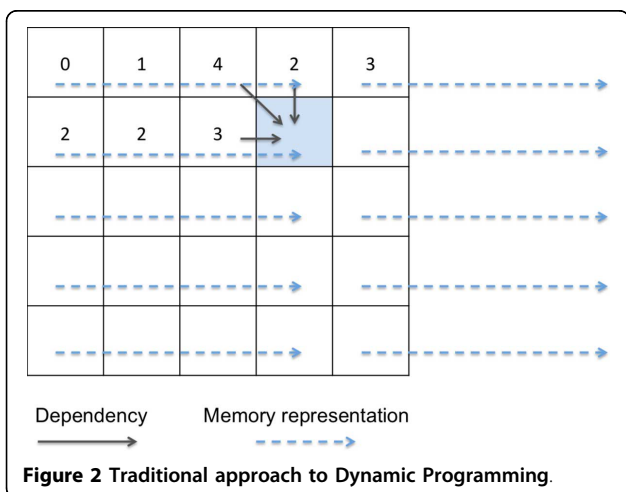 0 1 4 2 3
2 2 3
Dependency Memory representation
Figure 2 Traditional approach to Dynamic Programming.